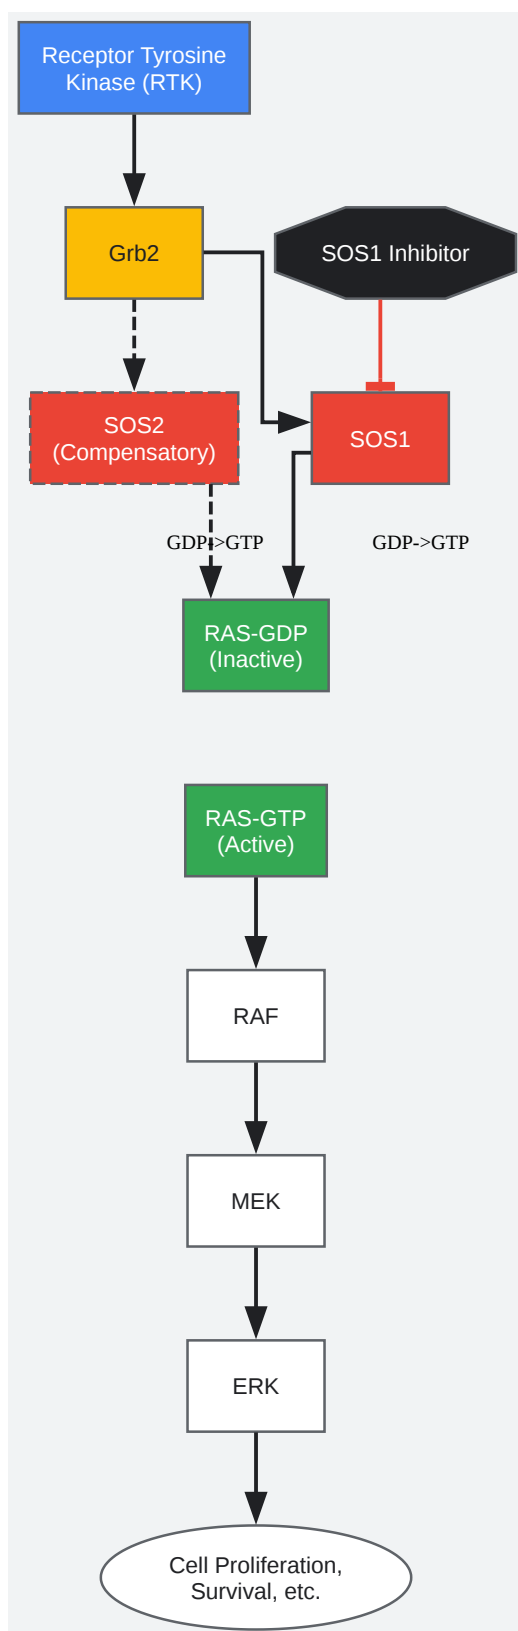 Receptor Tyrosine
Kinase (RTK)
Grb2
SOS1 Inhibitor
SOS2
(Compensatory)
SOS1
GDP->GTP
GDP->GTP
RAS-GDP
(Inactive)
RAS-GTP
(Active)
RAF
MEK
ERK
Cell Proliferation,
Survival, etc.